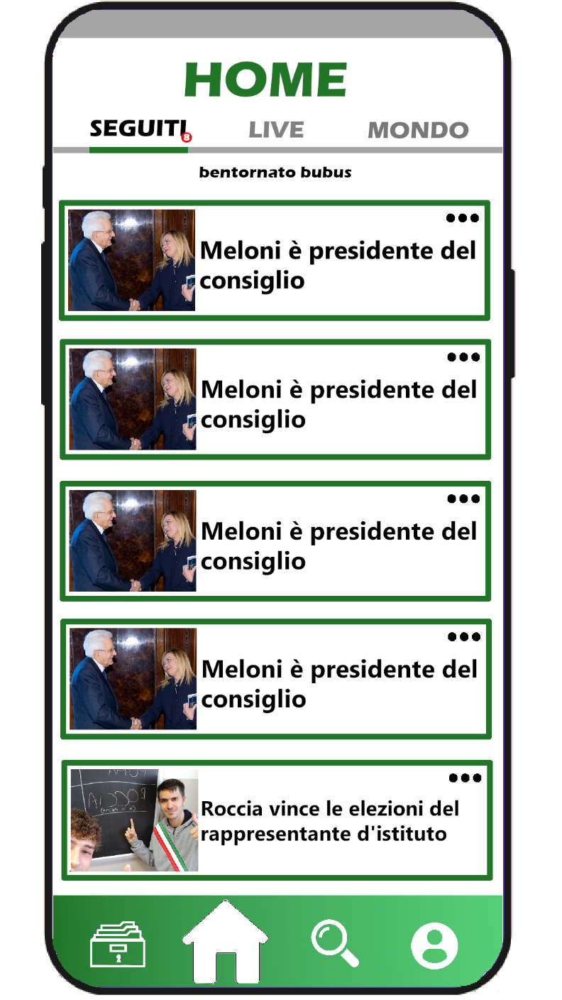 HOME
SEGUITI 8 LIVE MONDO
bentornato bubus
Meloni è presidente del
consiglio
Meloni è presidente del
consiglio
Meloni è presidente del
consiglio
Meloni è presidente del
consiglio
Roccia vince le elezioni del
rappresentante d'istituto